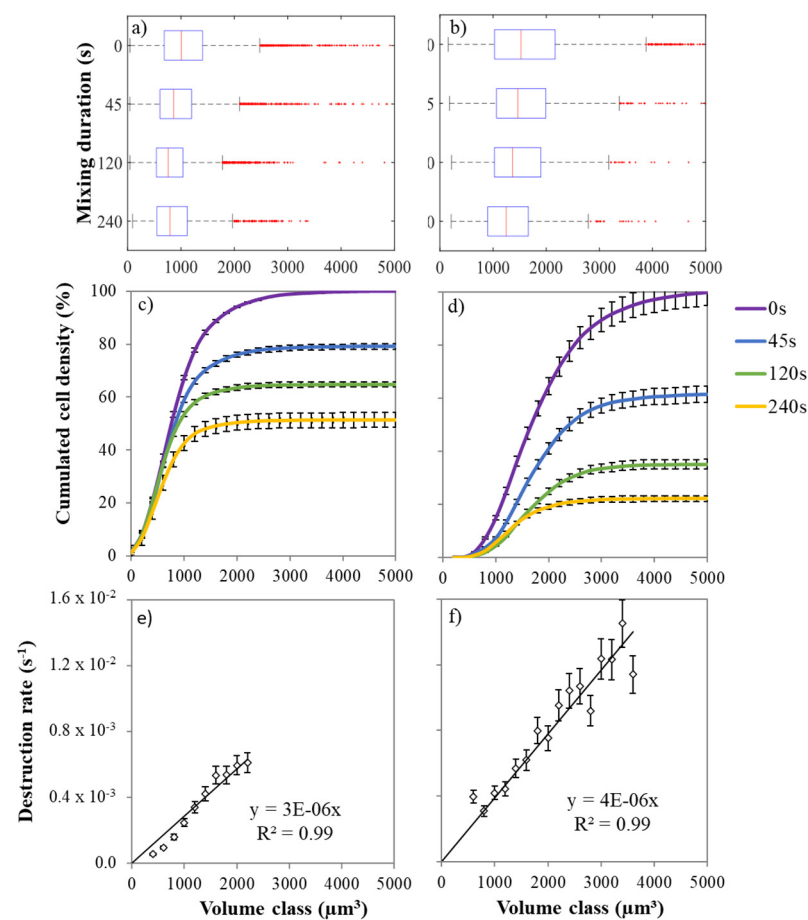 a)
b)
Mixing duration (s)
0
45
120
240
0
5
0
0
0 1000 2000 3000 4000 5000
0 1000 2000 3000 4000 5000
c)
d)
Cumulated cell density (%)
100
80
60
40
20
0
0 1000 2000 3000 4000 5000
0 1000 2000 3000 4000 5000
0s
45s
120s
240s
e)
f)
Destruction rate (s⁻¹)
1.6 x 10⁻²
1.2 x 10⁻²
0.8 x 10⁻³
0.4 x 10⁻³
0.0
y = 3E-06x
R² = 0.99
y = 4E-06x
R² = 0.99
0 1000 2000 3000 4000 5000
0 1000 2000 3000 4000 5000
Volume class (µm³)
Volume class (µm³)